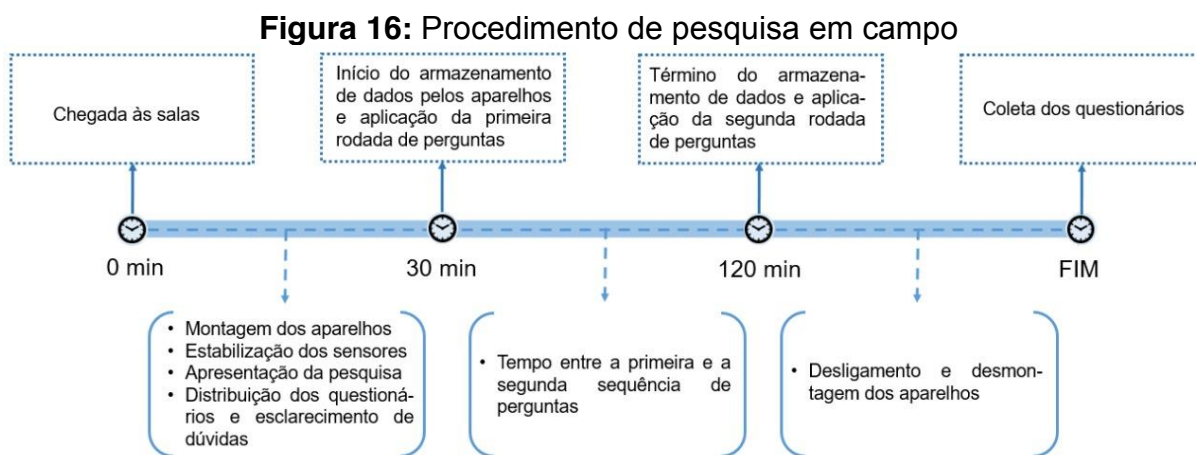 Figura 16: Procedimento de pesquisa em campo
Chegada às salas
Início do armazenamento
de dados pelos aparelhos
e aplicação da primeira
rodada de perguntas
Término do armazena-
mento de dados e aplica-
ção da segunda rodada
de perguntas
Coleta dos questionários
0 min
30 min
120 min
FIM
• Montagem dos aparelhos
• Estabilização dos sensores
• Apresentação da pesquisa
• Distribuição dos questio-
nários e esclarecimento de
dúvidas
• Tempo entre a primeira e a
segunda sequência de
perguntas
• Desligamento e desmon-
tagem dos aparelhos